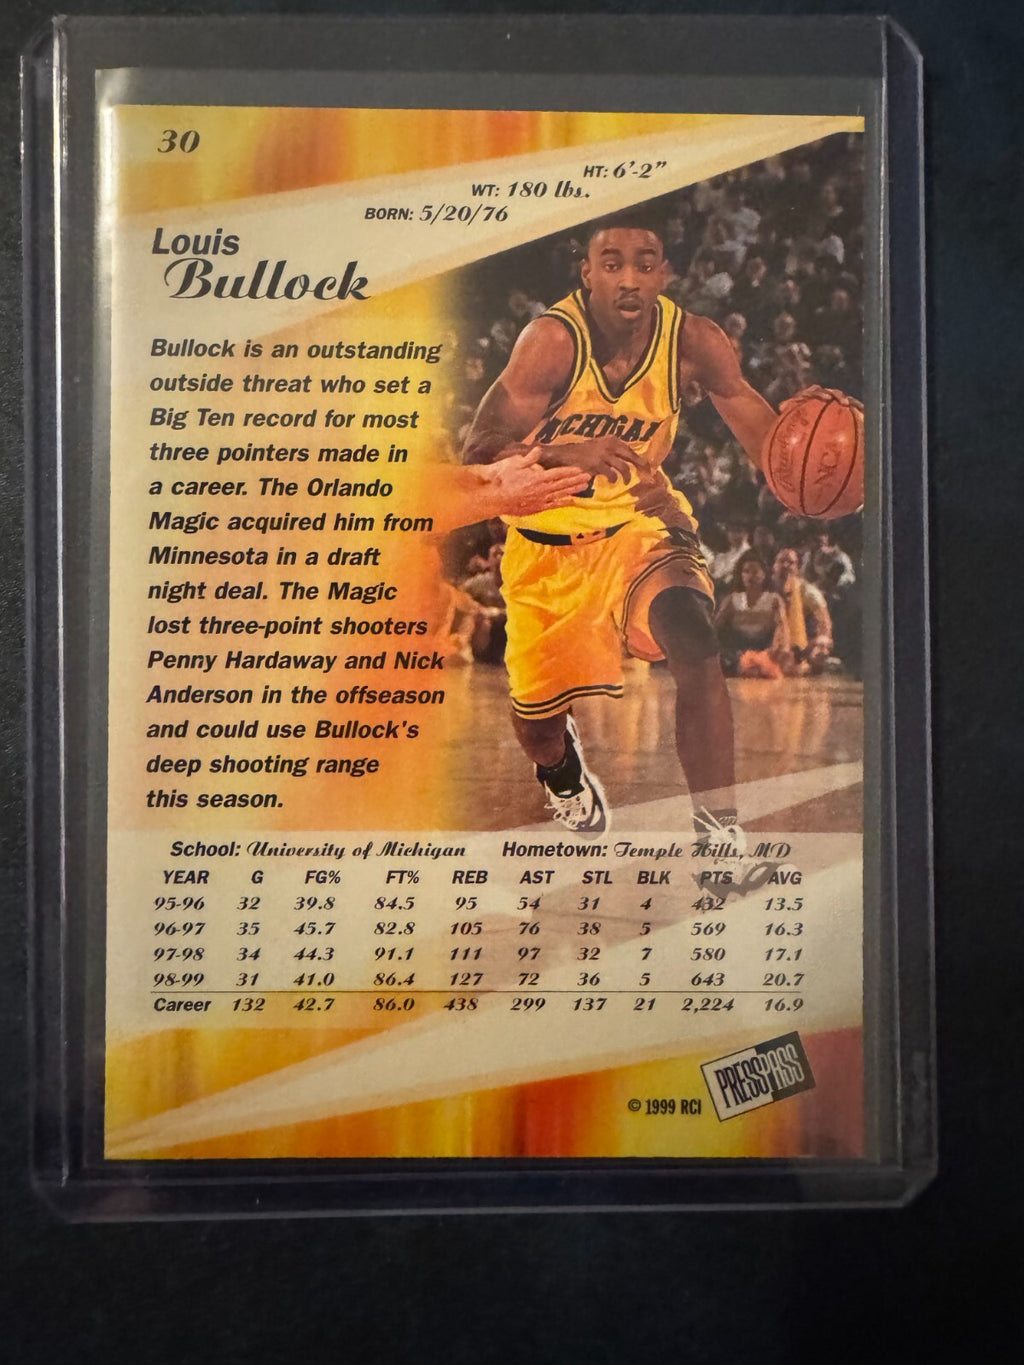 30
HT: 6'-2"
WT: 180 lbs.
BORN: 5/20/76
Louis
Bullock
Bullock is an outstanding
outside threat who set a
Big Ten record for most
three pointers made in
a career. The Orlando
Magic acquired him from
Minnesota in a draft
night deal. The Magic
lost three-point shooters
Penny Hardaway and Nick
Anderson in the offseason
and could use Bullock's
deep shooting range
this season.
MICHIGAN
NCAA
School: University of Michigan Hometown: Temple Hills, MD
YEAR G FG% FT% REB AST STL BLK PTS AVG
95-96 32 39.8 84.5 95 54 31 4 432 13.5
96-97 35 45.7 82.8 105 76 38 5 569 16.3
97-98 34 44.3 91.1 111 97 32 7 580 17.1
98-99 31 41.0 86.4 127 72 36 5 643 20.7
Career 132 42.7 86.0 438 299 137 21 2,224 16.9
PRESS PASS
© 1999 RCI